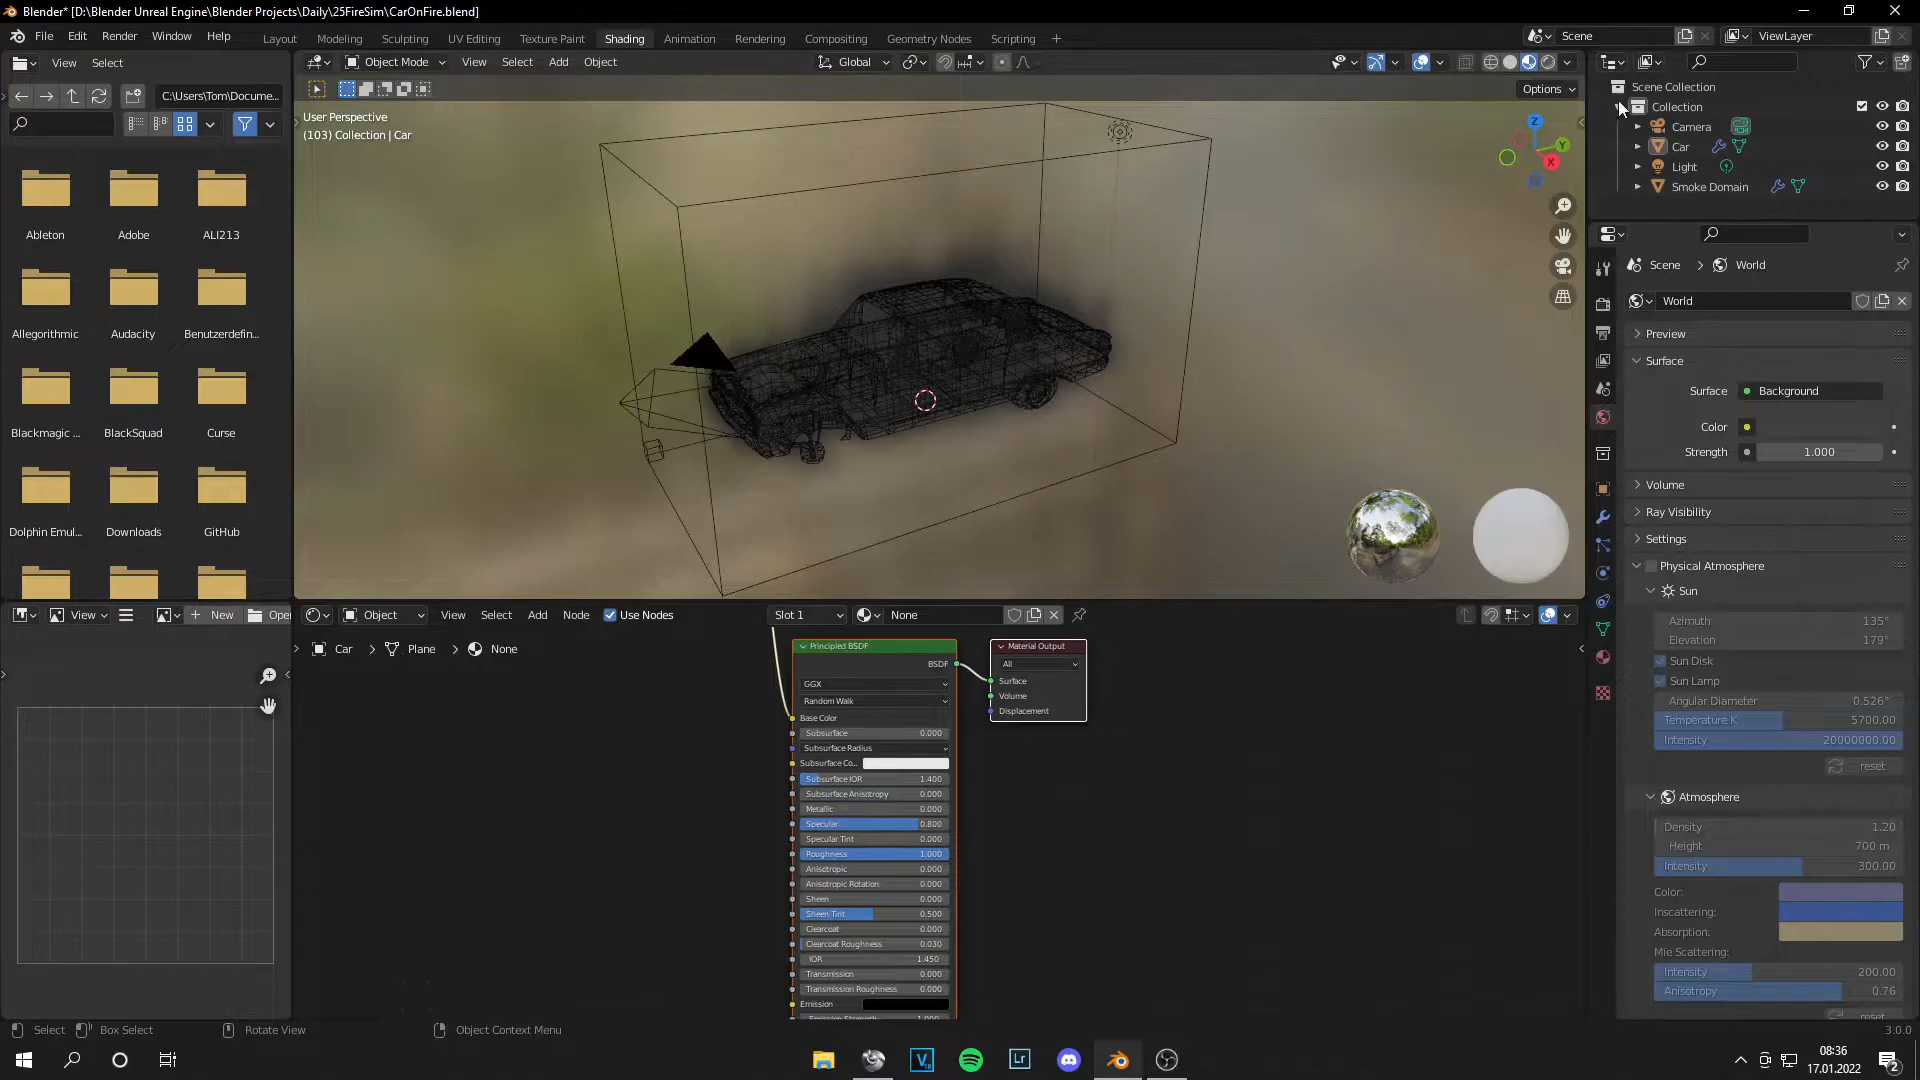 Blender* [D:\Blender Unreal Engine\Blender Projects\Daily\25FireSim\CarOnFire.blend]
File Edit Render Window Help
Layout Modeling Sculpting UV Editing Texture Paint Shading Animation Rendering Compositing Geometry Nodes Scripting
Scene ViewLayer
View Select
Object Mode View Select Add Object
Global
C:\Users\Tom\Docume...
Options
User Perspective
(103) Collection | Car
Z
Y
X
Scene Collection
Collection
Camera
Car
Light
Smoke Domain
Ableton Adobe ALI213
Allegorithmic Audacity Benutzerdefin...
Blackmagic ... BlackSquad Curse
Dolphin Emul... Downloads GitHub
Scene > World
World
Preview
Surface
Surface Background
Color
Strength 1.000
Volume
Ray Visibility
Settings
Physical Atmosphere
Sun
Azimuth 135°
Elevation 179°
Sun Disk
Sun Lamp
Angular Diameter 0.526°
Temperature K 5700.00
Intensity 20000000.00
reset
Atmosphere
Density 1.20
Height 700 m
Intensity 300.00
Color:
Inscattering:
Absorption:
Mie Scattering:
Intensity 200.00
Anisotropy 0.76
reset
View New Open
Object View Select Add Node Use Nodes
Slot 1 None
Car > Plane > None
Principled BSDF
BSDF
GGX
Random Walk
Base Color
Subsurface 0.000
Subsurface Radius
Subsurface Co...
Subsurface IOR 1.400
Subsurface Anisotropy 0.000
Metallic 0.000
Specular 0.800
Specular Tint 0.000
Roughness 1.000
Anisotropic 0.000
Anisotropic Rotation 0.000
Sheen 0.000
Sheen Tint 0.500
Clearcoat 0.000
Clearcoat Roughness 0.030
IOR 1.450
Transmission 0.000
Transmission Roughness 0.000
Emission
Emission Strength 1.000
Material Output
All
Surface
Volume
Displacement
Select Box Select Rotate View Object Context Menu
3.0.0
Lr
08:36
17.01.2022
2